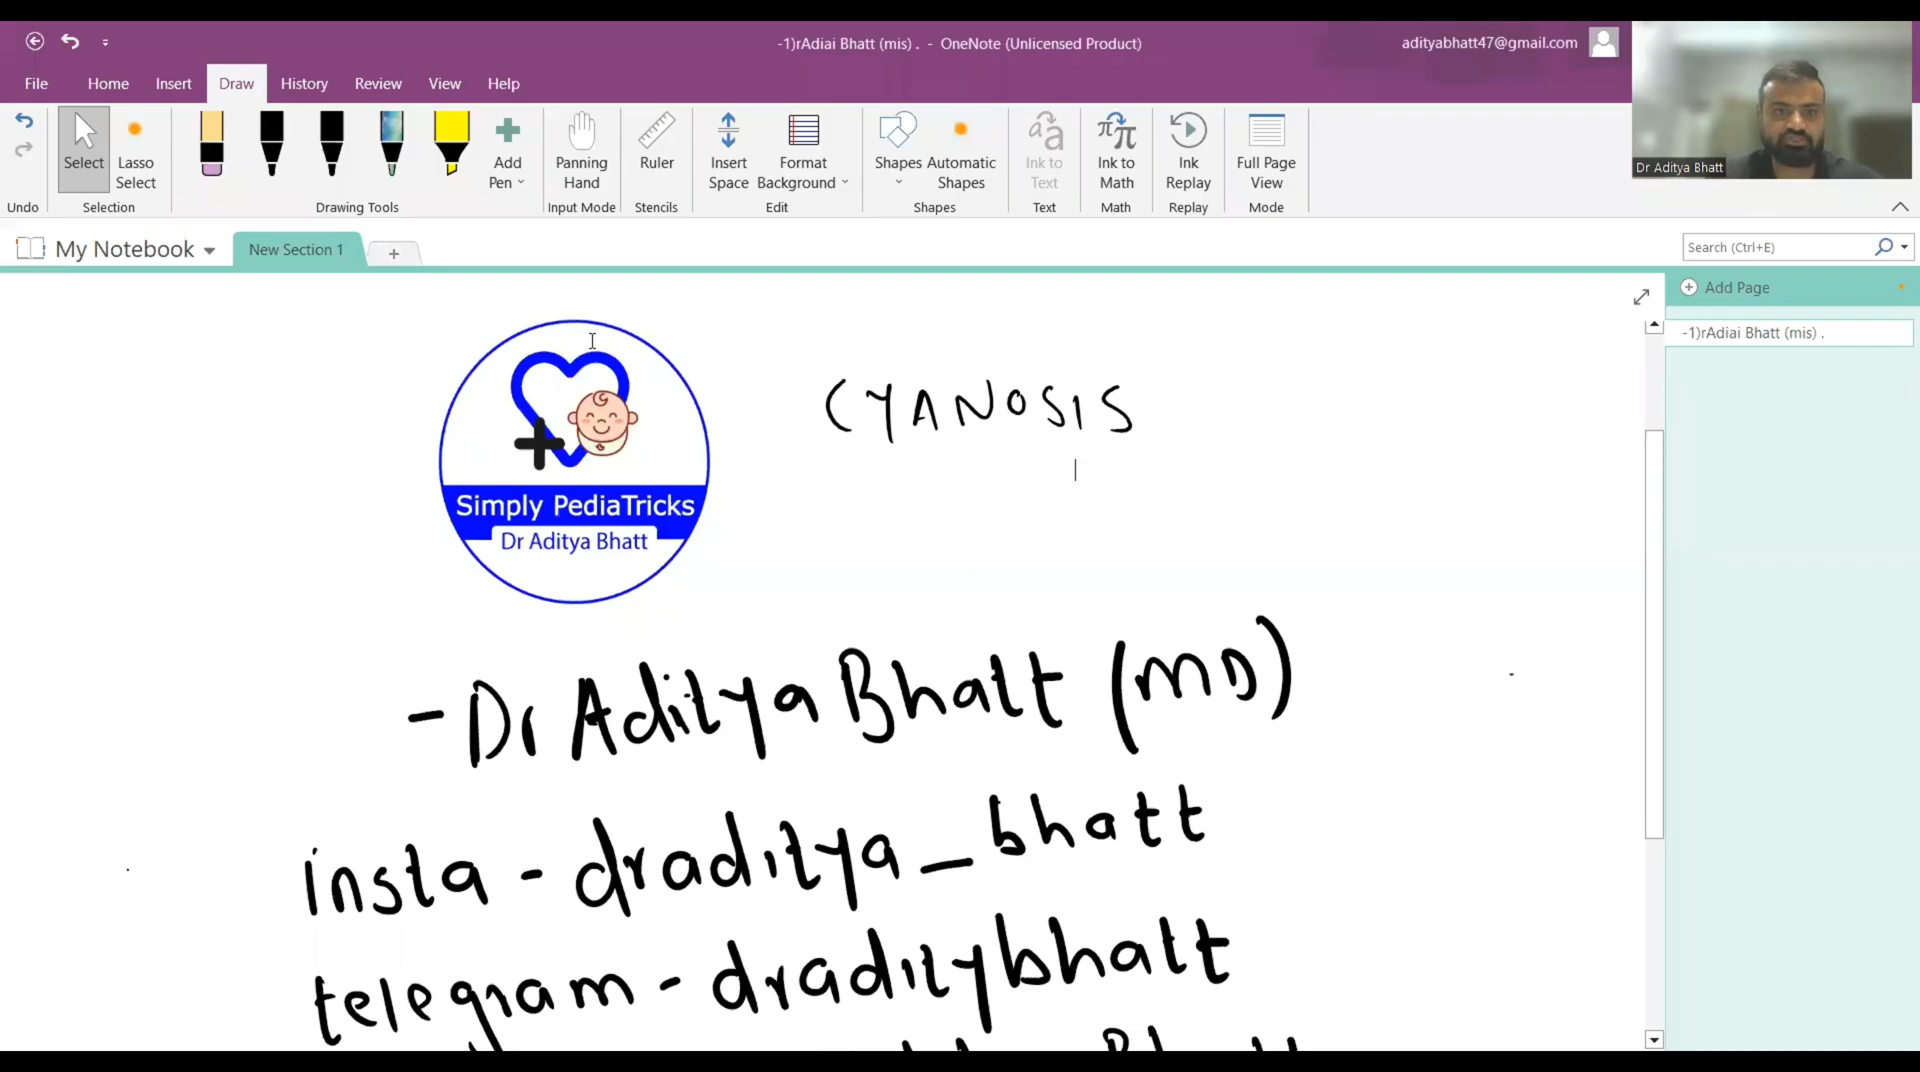 -1)rAdiai Bhatt (mis) . - OneNote (Unlicensed Product)
adityabhatt47@gmail.com
File Home Insert Draw History Review View Help
Select
Lasso Select
Add Pen
Panning Hand
Ruler
Insert Space
Format Background
Shapes
Automatic Shapes
Ink to Text
Ink to Math
Ink Replay
Full Page View
Undo Selection Drawing Tools Input Mode Stencils Edit Shapes Text Math Replay Mode
Dr Aditya Bhatt
My Notebook
New Section 1
Search (Ctrl+E)
Add Page
-1)rAdiai Bhatt (mis) .
CYANOSIS
Simply PediaTricks
Dr Aditya Bhatt
- Dr Aditya Bhatt (MD)
insta - draditya_bhatt
telegram - draditybhatt